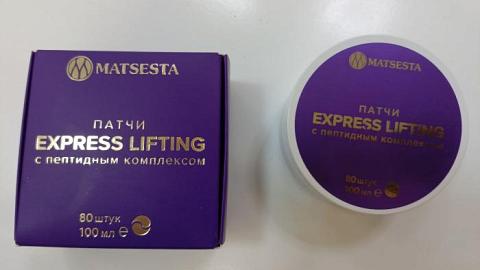 MATSESTA
ПАТЧИ
EXPRESS LIFTING
с пептидным комплексом
80 штук
100 мл ℮
MATSESTA
ПАТЧИ
EXPRESS LIFTING
с пептидным комплексом
80 штук
100 мл ℮